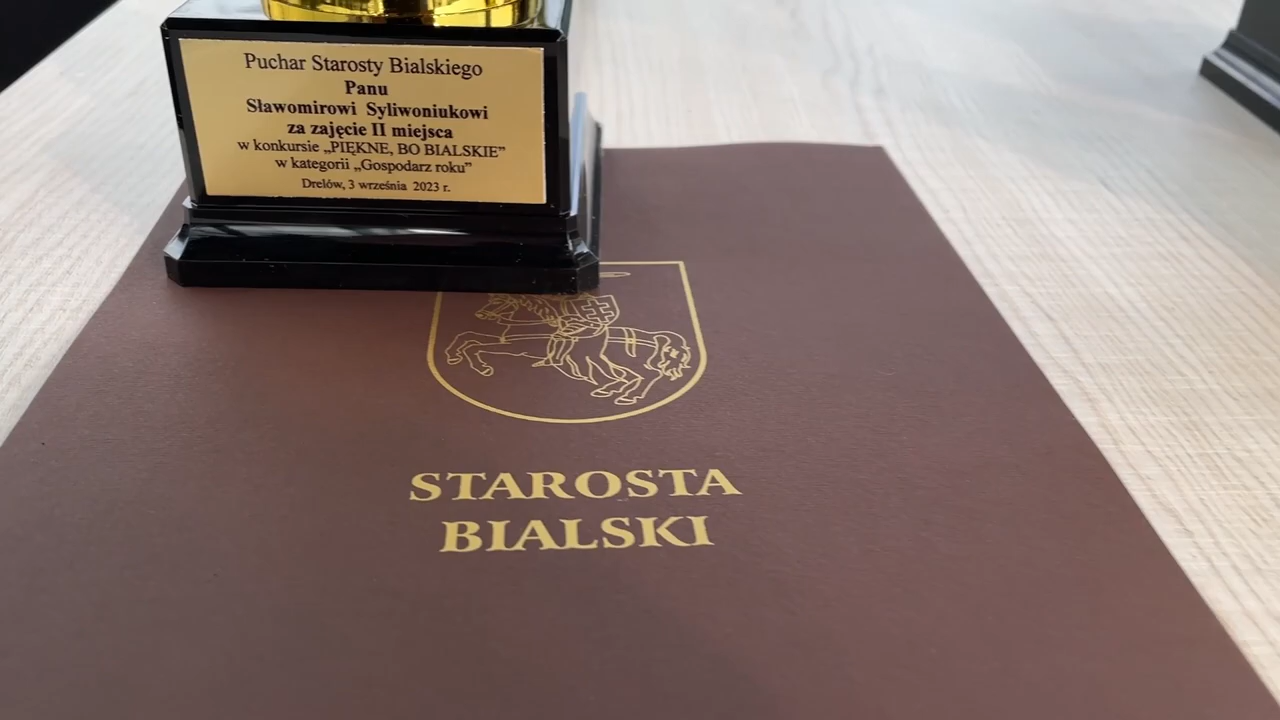 Puchar Starosty Bialskiego
Panu
Sławomirowi Syliwoniukowi
za zajęcie II miejsca
w konkursie „PIĘKNE, BO BIALSKIE”
w kategorii „Gospodarz roku”
Drelów, 3 września 2023 r.
STAROSTA
BIALSKI